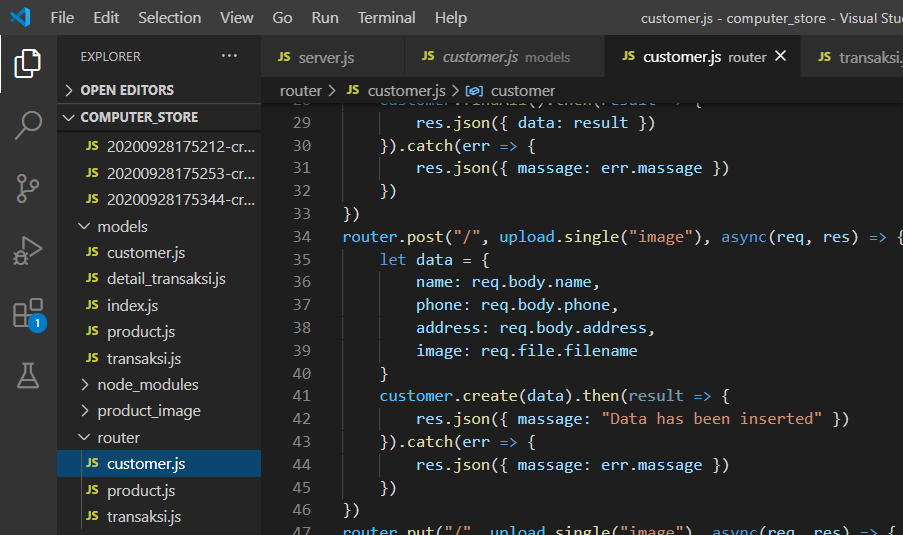 File Edit Selection View Go Run Terminal Help customer.js - computer_store - Visual Stu
EXPLORER ...
JS server.js JS customer.js models JS customer.js router × JS transaksi.
OPEN EDITORS
router > JS customer.js > customer
COMPUTER_STORE
JS 20200928175212-cr...
JS 20200928175253-cr...
JS 20200928175344-cr...
models
JS customer.js
JS detail_transaksi.js
JS index.js
JS product.js
JS transaksi.js
node_modules
product_image
router
JS customer.js
JS product.js
JS transaksi.js
1
28 customer.findAll().then(result => {
29 res.json({ data: result })
30 }).catch(err => {
31 res.json({ massage: err.massage })
32 })
33 })
34 router.post("/", upload.single("image"), async(req, res) => {
35 let data = {
36 name: req.body.name,
37 phone: req.body.phone,
38 address: req.body.address,
39 image: req.file.filename
40 }
41 customer.create(data).then(result => {
42 res.json({ massage: "Data has been inserted" })
43 }).catch(err => {
44 res.json({ massage: err.massage })
45 })
46 })
47 router.put("/", upload.single("image"), async(req, res) => {